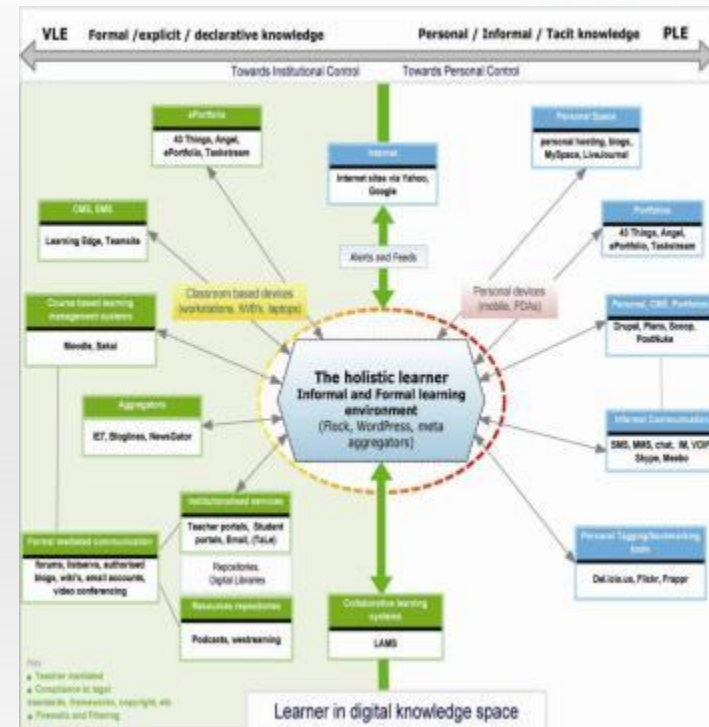 VLE Formal /explicit / declarative knowledge Personal / Informal / Tacit knowledge PLE
Towards Institutional Control Towards Personal Control
ePortfolio
43 Things, Angel,
ePortfolio, Taskstream
Internet
Internet sites via Yahoo,
Google
Personal Space
personal hosting, blogs,
MySpace, LiveJournal
CMS, SMS
Learning Edge, Teamsite
Portfolios
43 Things, Angel,
ePortfolio, Taskstream
Alerts and Feeds
Classroom based devices
(workstations, IWB's, laptops)
Personal devices
(mobile, PDAs)
Course based learning
management systems
Moodle, Sakai
Personal, CMS, Portfolios
Drupal, Plans, Scoop,
PostNuke
The holistic learner
Informal and Formal learning
environment
(Flock, WordPress, meta
aggregators)
Aggregators
IE7, Bloglines, NewsGator
Informal Communication
SMS, MMS, chat, IM, VOIP
Skype, Meebo
Institutionalised services
Teacher portals, Student
portals, Email, (TaLe)
Repositories,
Digital Libraries
Formal mediated communication
forums, listservs, authorised
blogs, wiki's, email accounts,
video conferencing
Personal Tagging/bookmarking
tools
Del.icio.us, Flickr, Frappr
Resources repositories
Podcasts, westreaming
Collaborative learning
systems
LAMS
Key
Teacher mediated
Compliance to legal
standards, frameworks, copyright, etc
Firewalls and Filtering
Learner in digital knowledge space